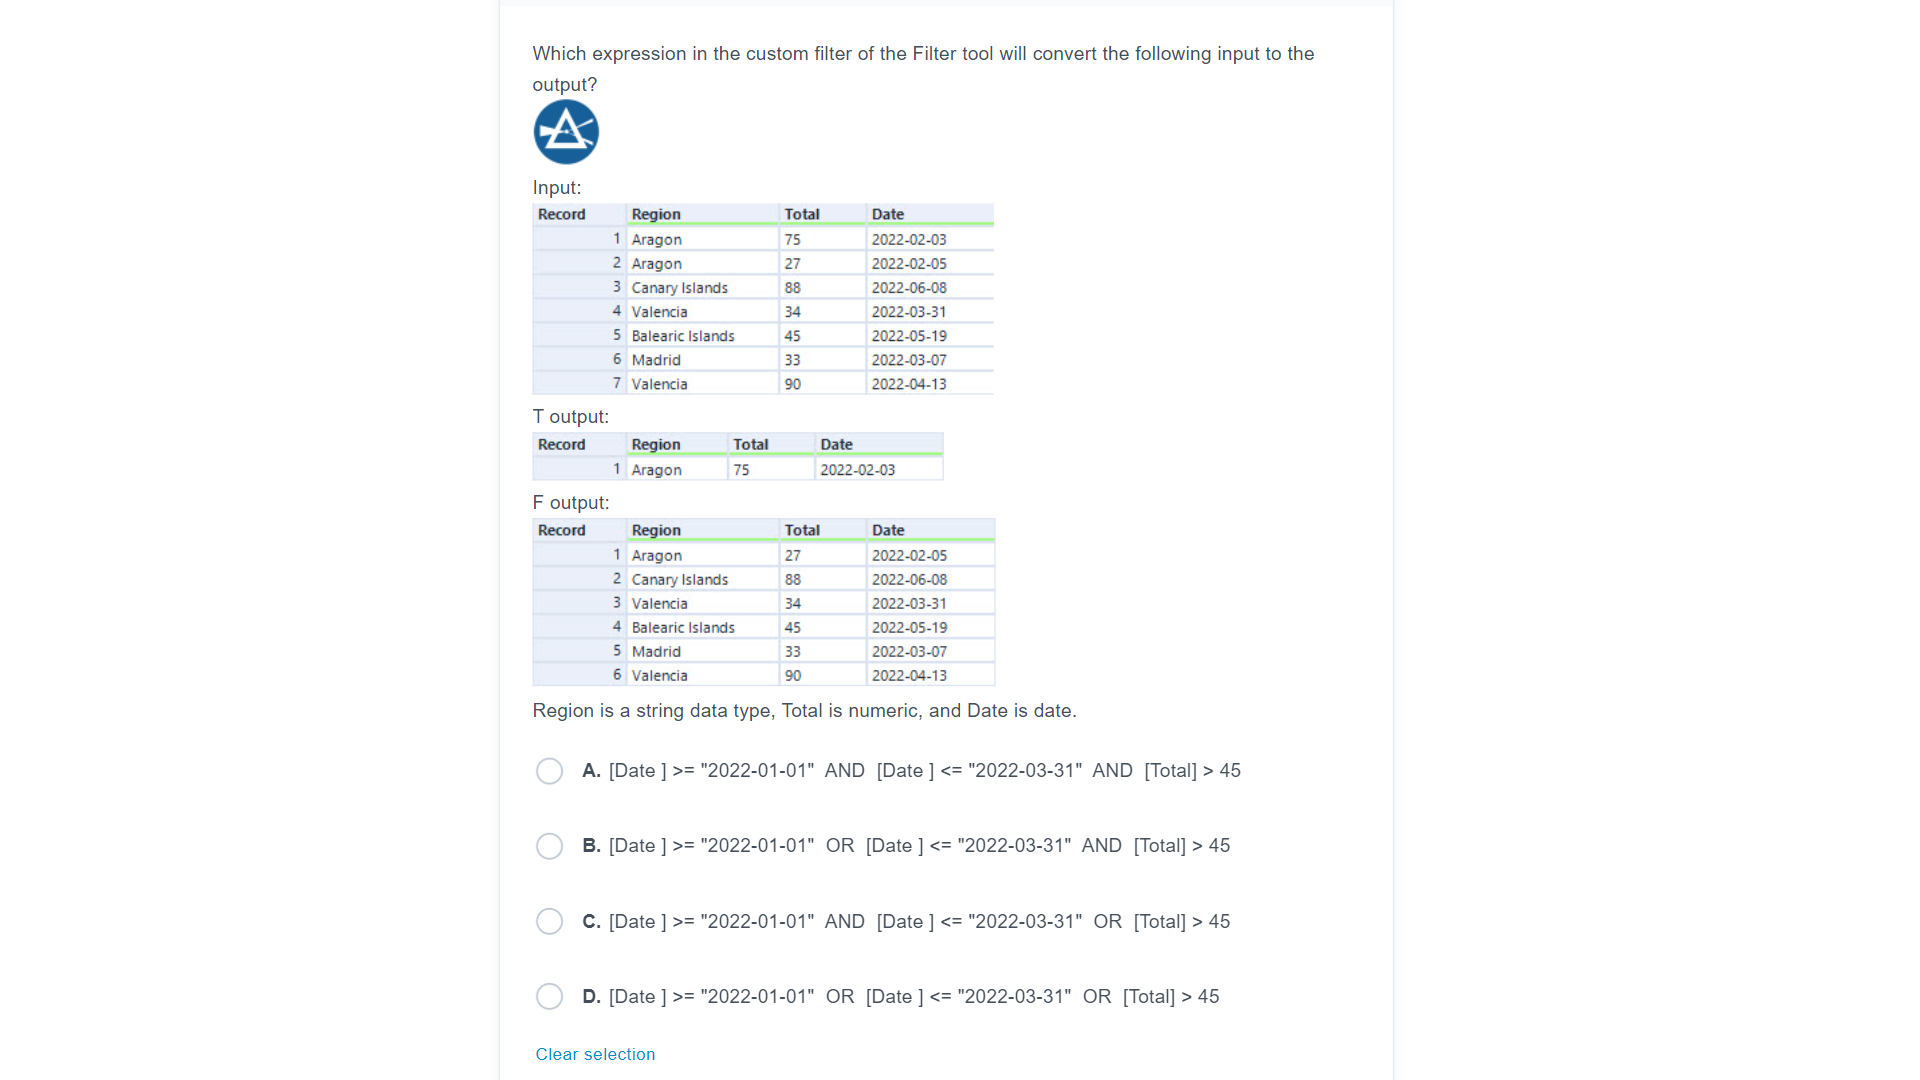 Which expression in the custom filter of the Filter tool will convert the following input to the
output?
Input:
Record Region Total Date
1 Aragon 75 2022-02-03
2 Aragon 27 2022-02-05
3 Canary Islands 88 2022-06-08
4 Valencia 34 2022-03-31
5 Balearic Islands 45 2022-05-19
6 Madrid 33 2022-03-07
7 Valencia 90 2022-04-13
T output:
Record Region Total Date
1 Aragon 75 2022-02-03
F output:
Record Region Total Date
1 Aragon 27 2022-02-05
2 Canary Islands 88 2022-06-08
3 Valencia 34 2022-03-31
4 Balearic Islands 45 2022-05-19
5 Madrid 33 2022-03-07
6 Valencia 90 2022-04-13
Region is a string data type, Total is numeric, and Date is date.
A. [Date ] >= "2022-01-01" AND [Date ] <= "2022-03-31" AND [Total] > 45
B. [Date ] >= "2022-01-01" OR [Date ] <= "2022-03-31" AND [Total] > 45
C. [Date ] >= "2022-01-01" AND [Date ] <= "2022-03-31" OR [Total] > 45
D. [Date ] >= "2022-01-01" OR [Date ] <= "2022-03-31" OR [Total] > 45
Clear selection